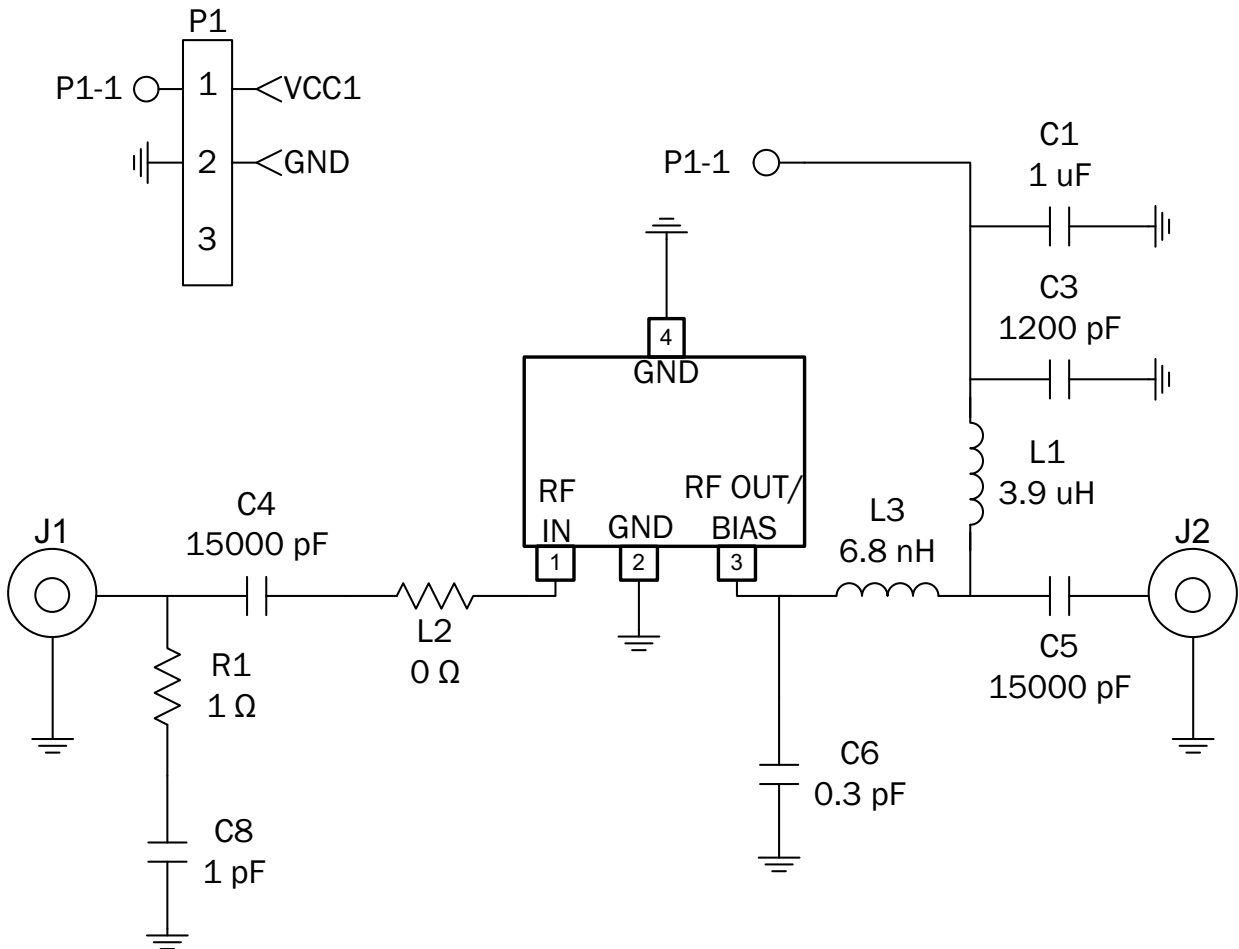 P1
P1-1
1
VCC1
2
GND
3
P1-1
C1
1 uF
C3
1200 pF
4
GND
L1
3.9 uH
RF
IN
GND
RF OUT/
BIAS
1
2
3
L3
6.8 nH
J1
C4
15000 pF
L2
0 Ω
R1
1 Ω
C8
1 pF
C6
0.3 pF
C5
15000 pF
J2